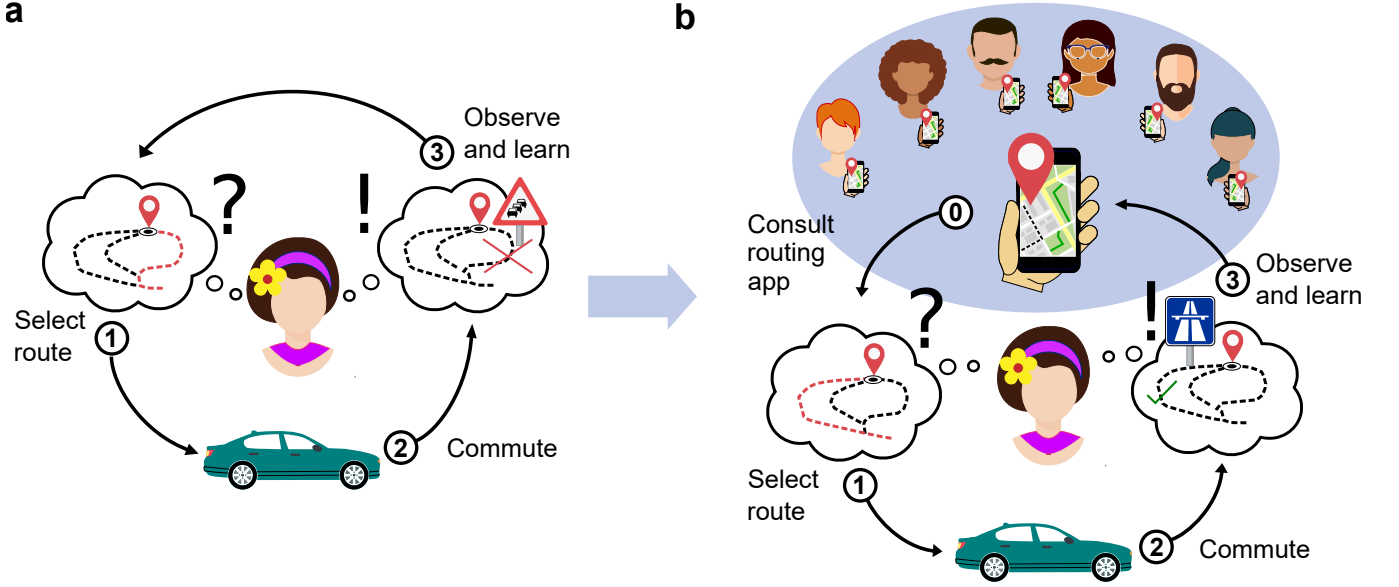 a
3
Observe
and learn
?
!
Select
route
1
2
Commute
b
0
Consult
routing
app
3
Observe
and learn
?
!
Select
route
1
2
Commute